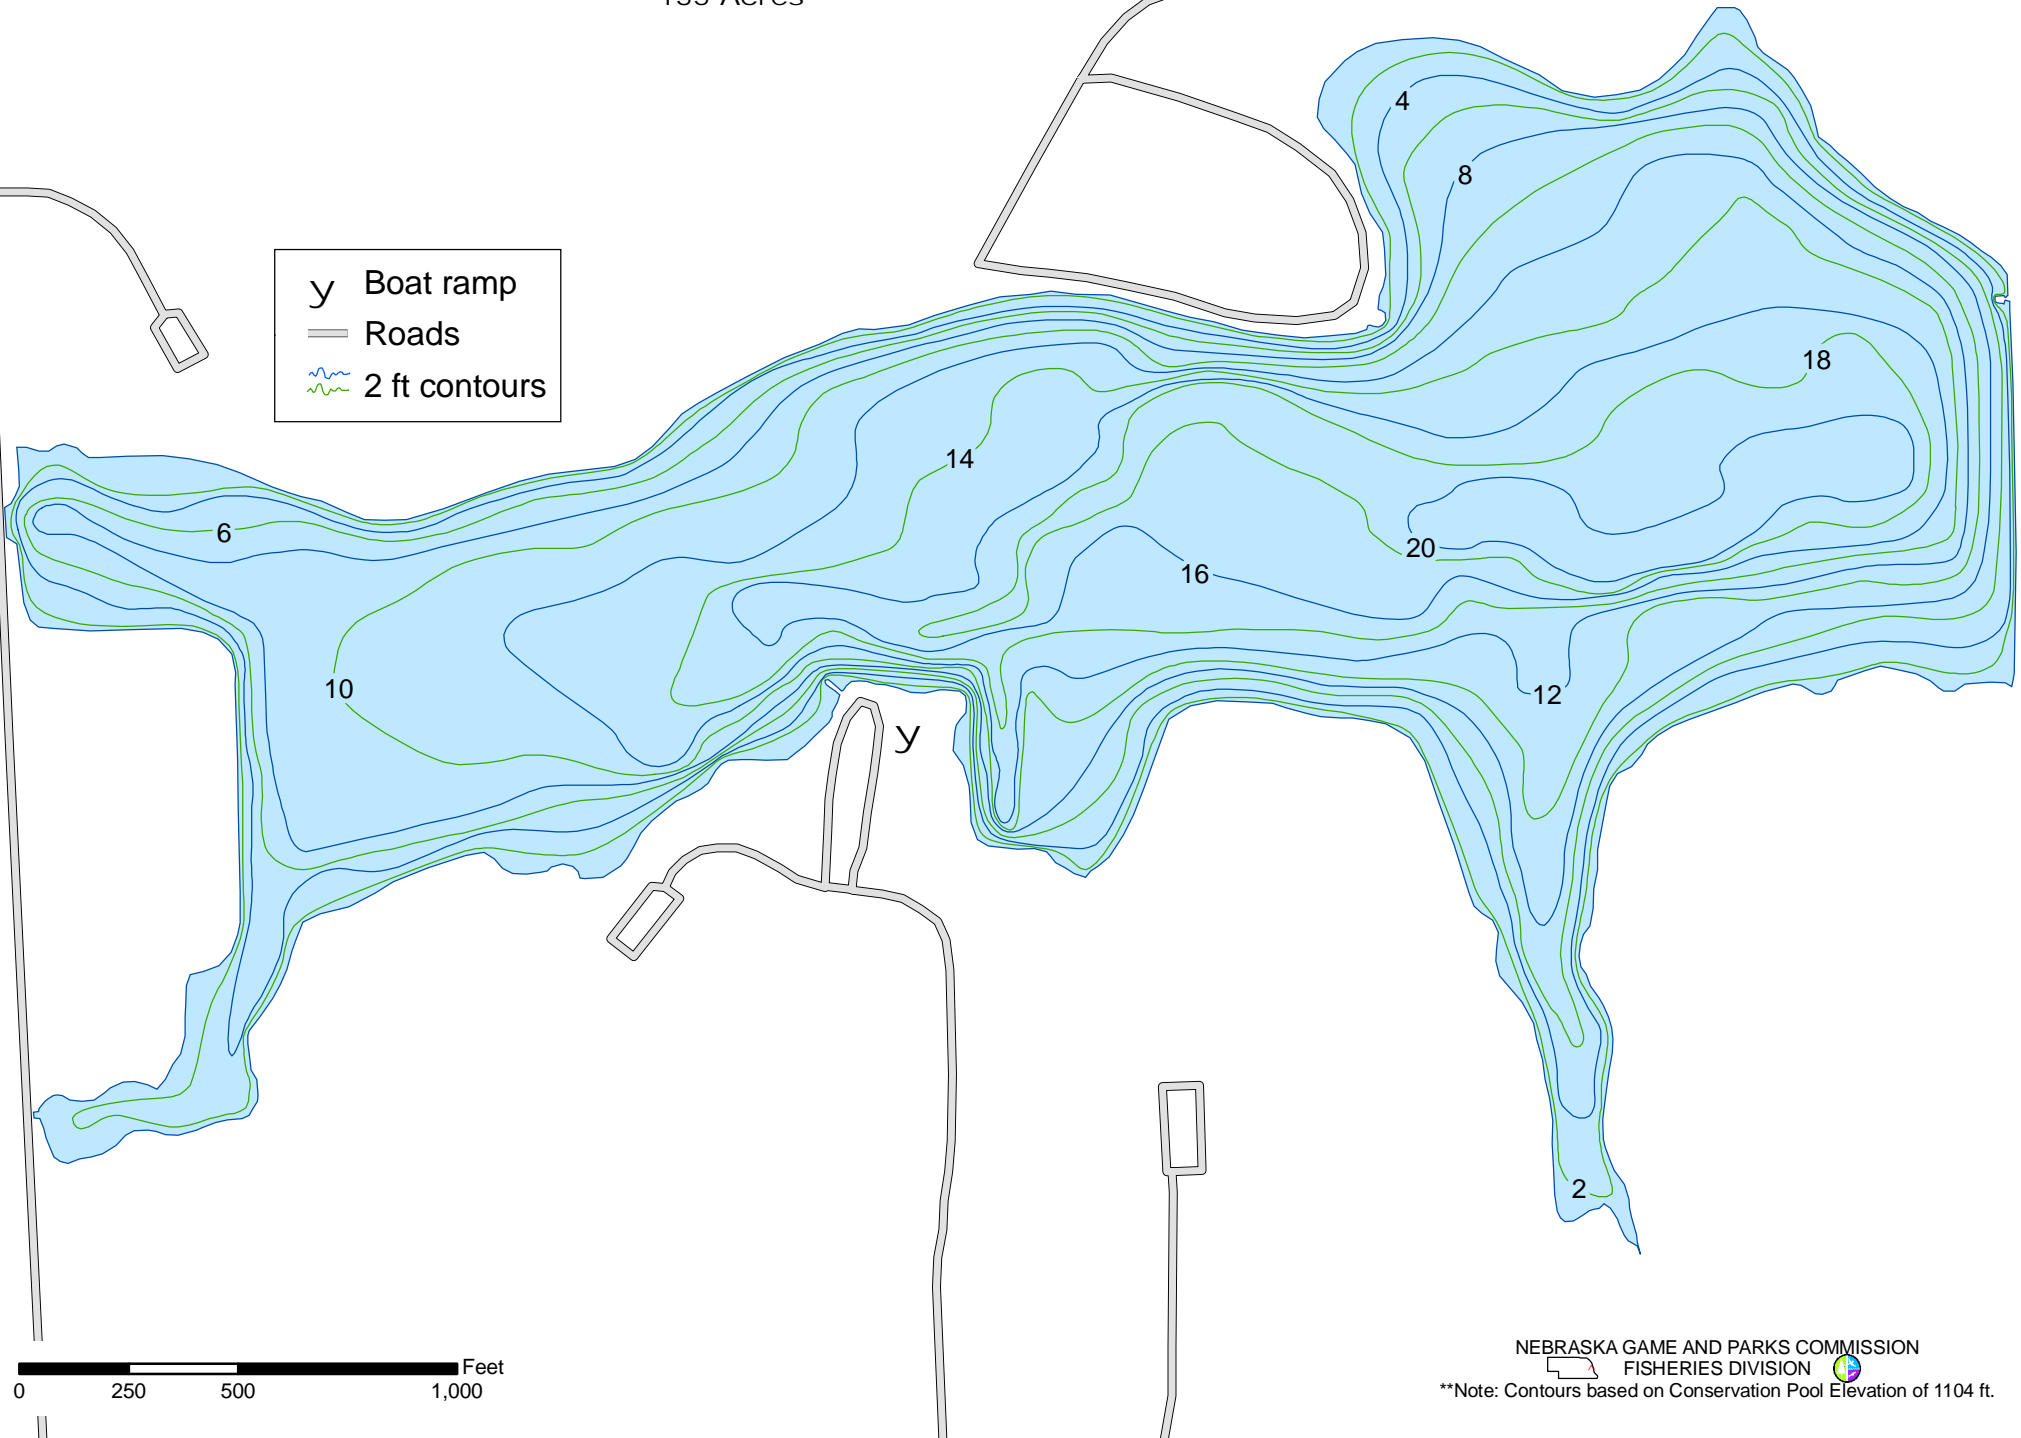 Acres
4
8
Boat ramp
Roads
2 ft contours
y
18
14
6
20
16
10
12
y
2
Feet
0 250 500 1,000
NEBRASKA GAME AND PARKS COMMISSION
FISHERIES DIVISION
**Note: Contours based on Conservation Pool Elevation of 1104 ft.